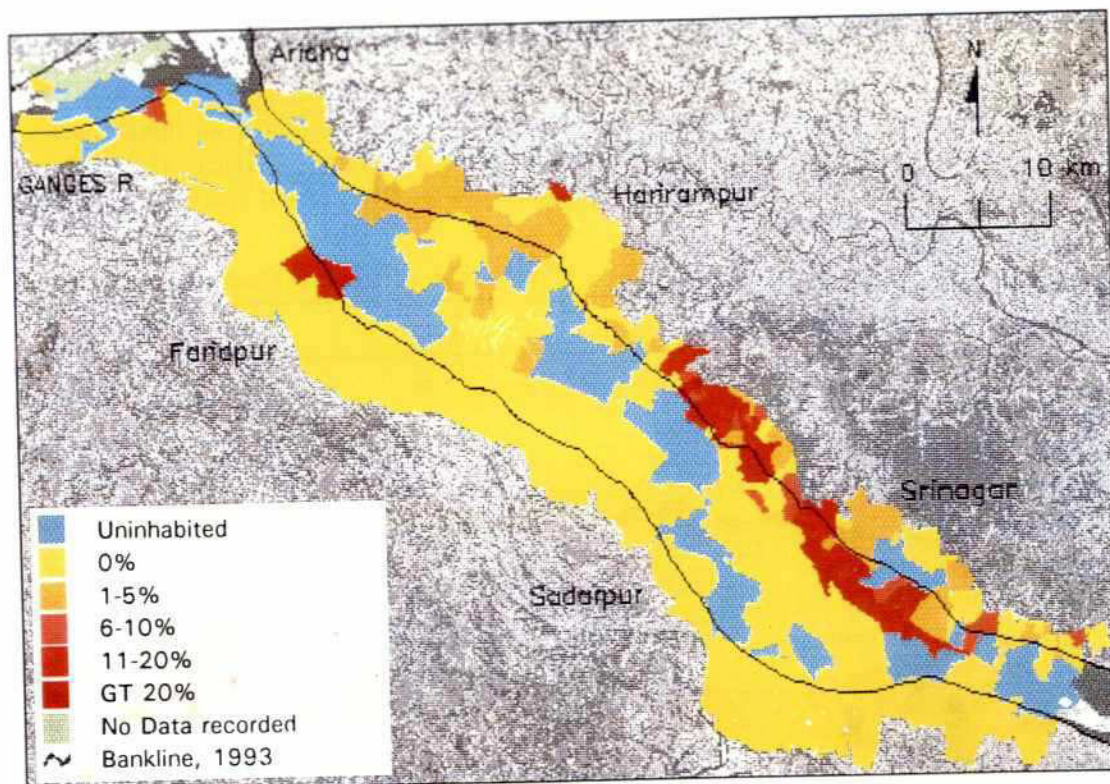 Aricha
N
GANGES R.
Harirampur
0 10 km
Faridpur
Srinagar
Sadarpur
Uninhabited
0%
1-5%
6-10%
11-20%
GT 20%
No Data recorded
Bankline, 1993